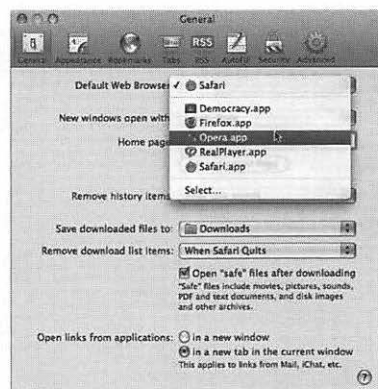 General
General Appearance Bookmarks Tabs RSS AutoFill Security Advanced
Default Web Browser ✓ Safari
Democracy.app
New windows open with
Firefox.app
Opera.app
Home page
RealPlayer.app
Safari.app
Select...
Remove history items
Save downloaded files to: Downloads
Remove download list items: When Safari Quits
Open "safe" files after downloading
"Safe" files include movies, pictures, sounds,
PDF and text documents, and disk images
and other archives.
Open links from applications: in a new window
in a new tab in the current window
This applies to links from Mail, iChat, etc.
?